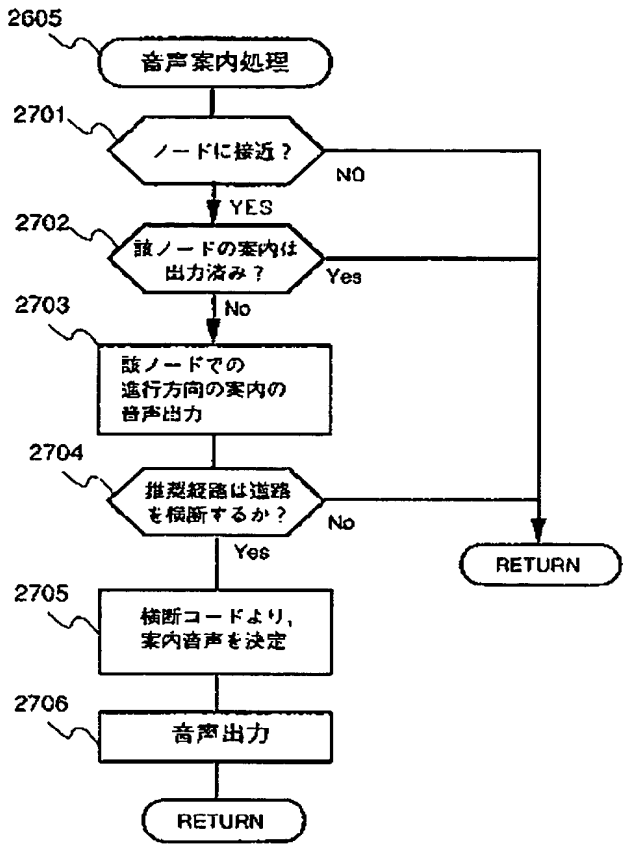 2605
音声案内処理
2701
ノードに接近？
NO
YES
2702
該ノードの案内は
出力済み？
Yes
No
2703
該ノードでの
進行方向の案内の
音声出力
2704
推奨経路は道路
を横断するか？
No
Yes
RETURN
2705
横断コードより，
案内音声を決定
2706
音声出力
RETURN